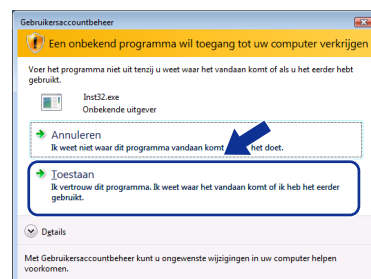 Gebruikersaccountbeheer
Een onbekend programma wil toegang tot uw computer verkrijgen
Voer het programma niet uit tenzij u weet waar het vandaan komt of als u het eerder hebt
gebruikt.
Inst32.exe
Onbekende uitgever
Annuleren
Ik weet niet waar dit programma vandaan komt het doet.
Toestaan
Ik vertrouw dit programma. Ik weet waar het vandaan komt of ik heb het eerder
gebruikt.
Details
Met Gebruikersaccountbeheer kunt u ongewenste wijzigingen in uw computer helpen
voorkomen.